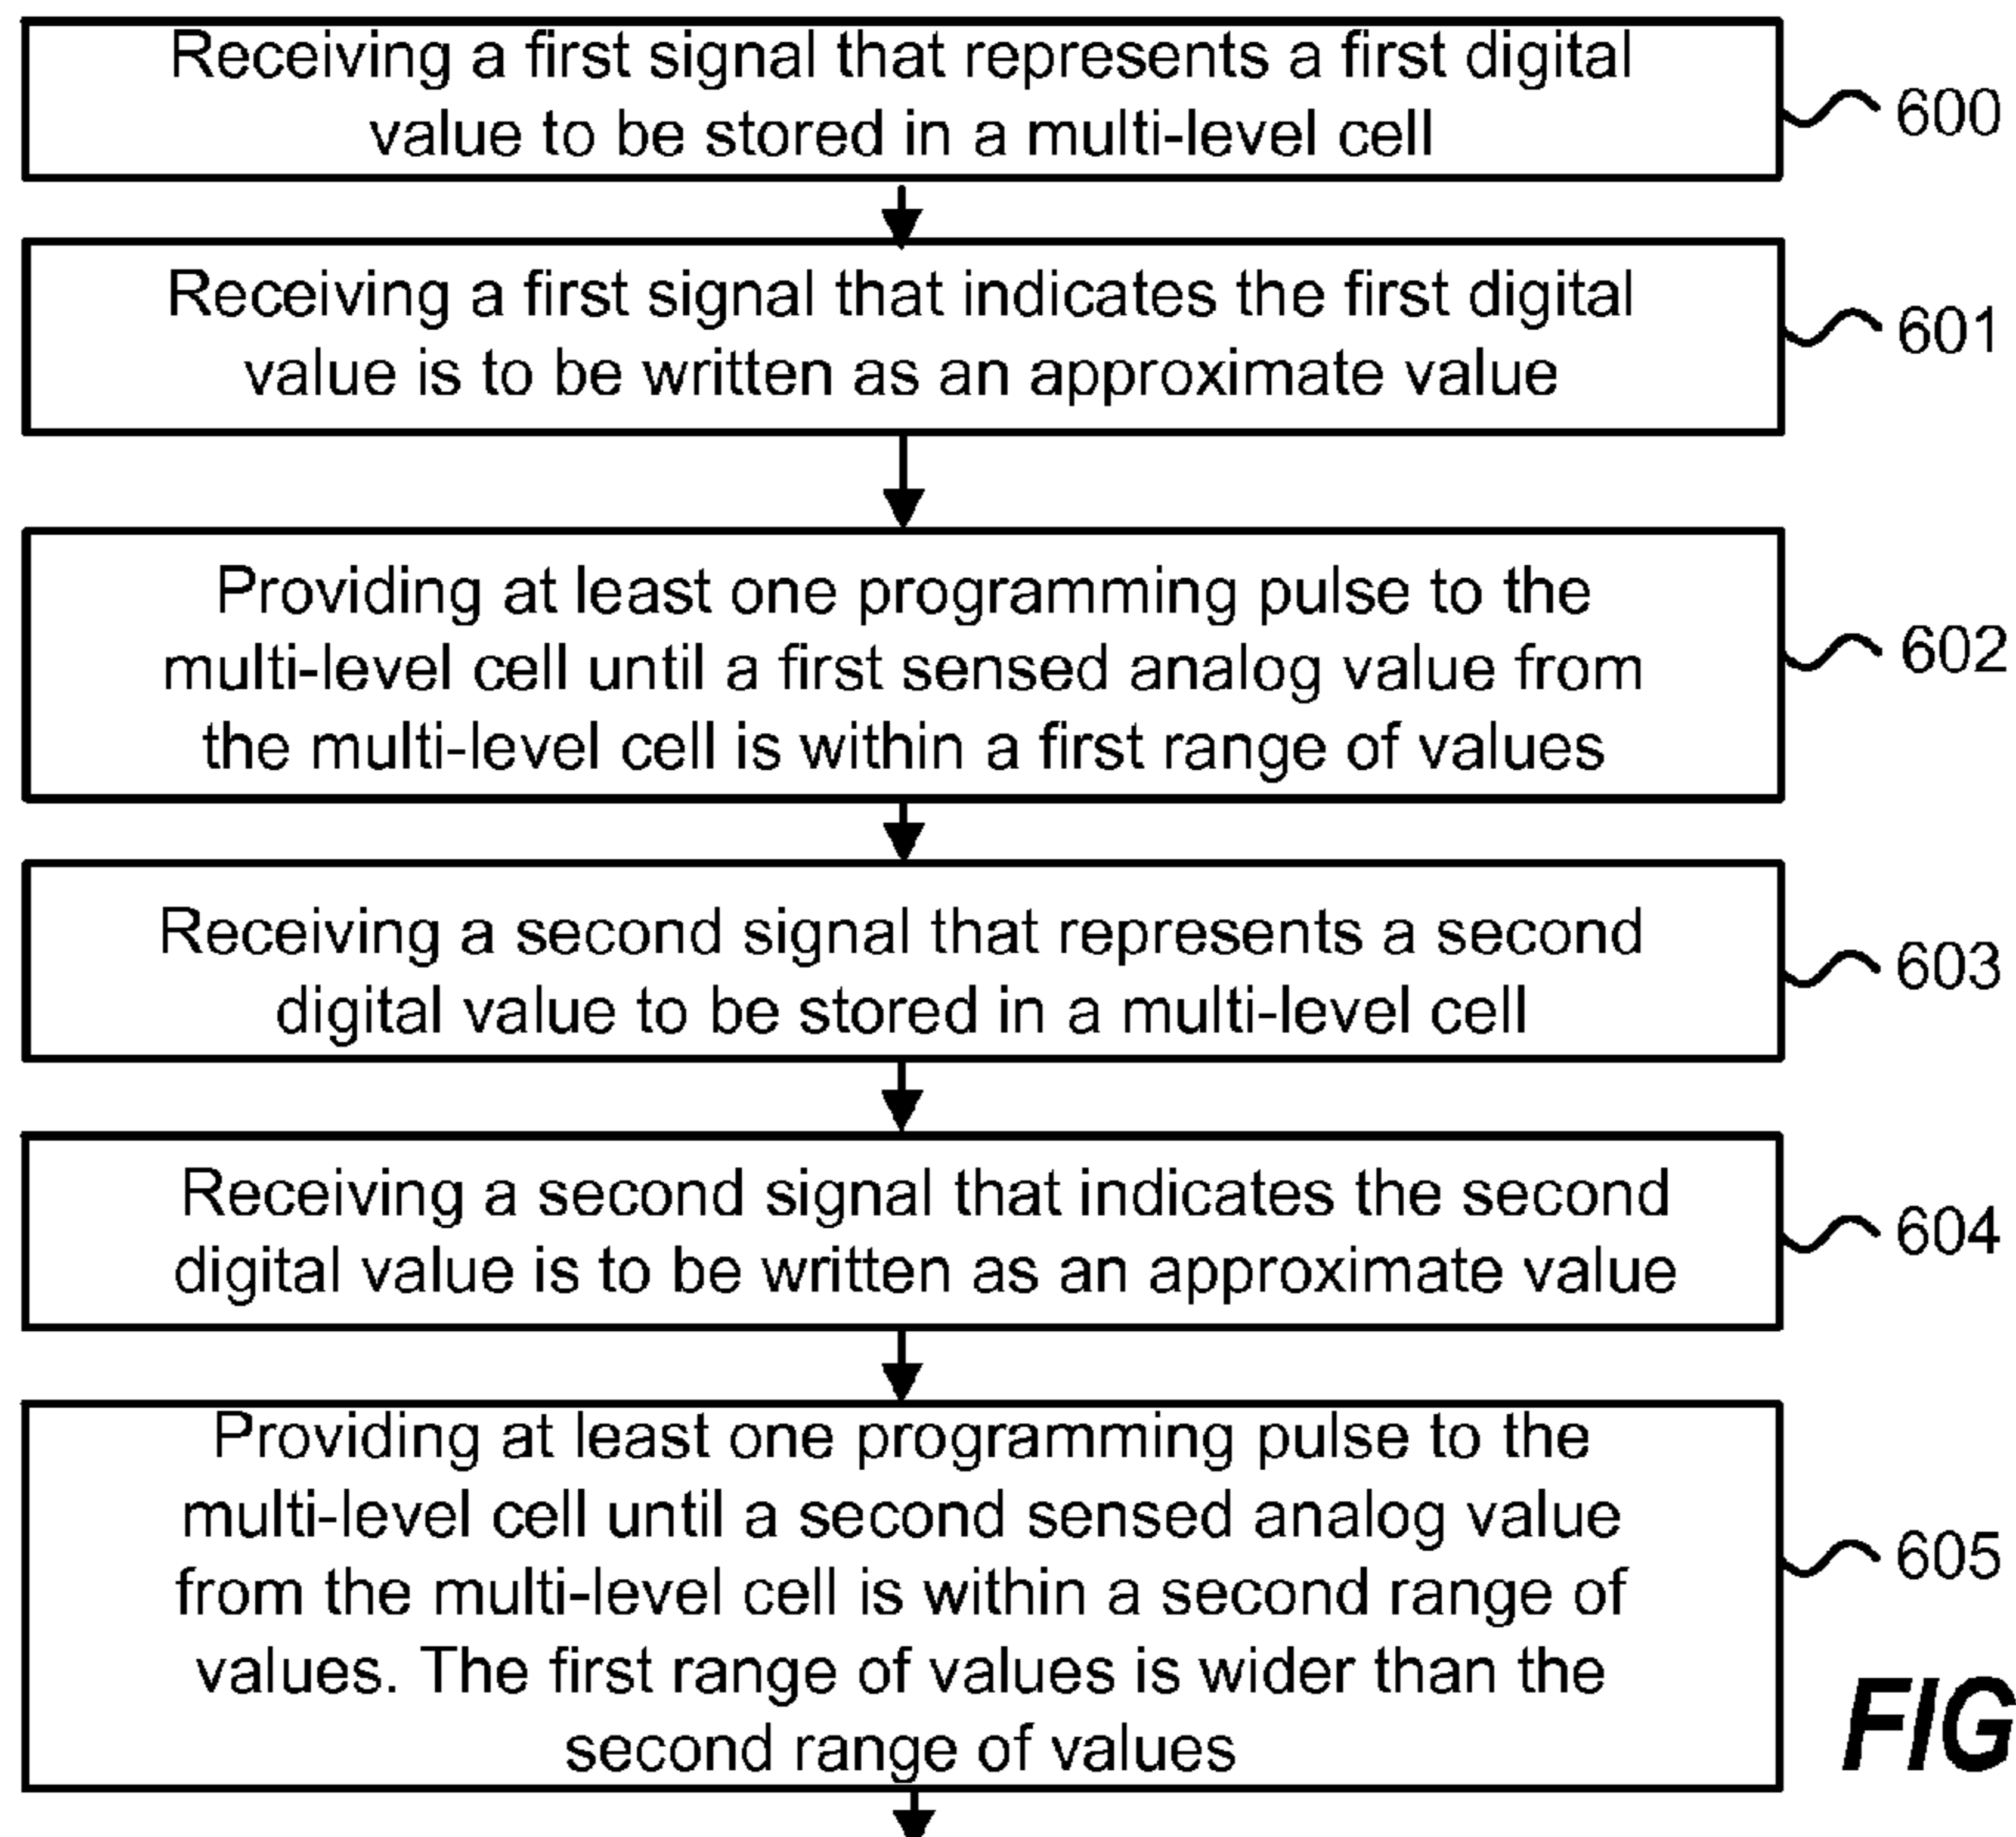 Receiving a first signal that represents a first digital
value to be stored in a multi-level cell
600
Receiving a first signal that indicates the first digital
value is to be written as an approximate value
601
Providing at least one programming pulse to the
multi-level cell until a first sensed analog value from
the multi-level cell is within a first range of values
602
Receiving a second signal that represents a second
digital value to be stored in a multi-level cell
603
Receiving a second signal that indicates the second
digital value is to be written as an approximate value
604
Providing at least one programming pulse to the
multi-level cell until a second sensed analog value
from the multi-level cell is within a second range of
values. The first range of values is wider than the
second range of values
605
FIG